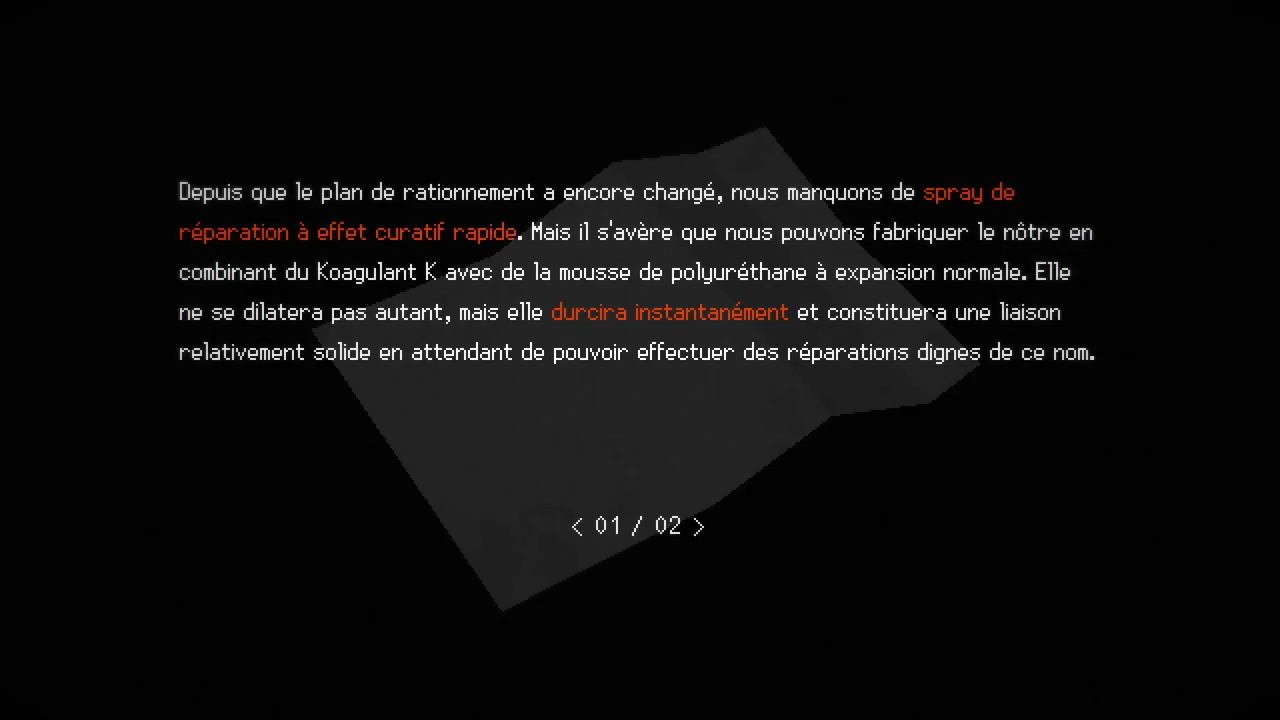 Depuis que le plan de rationnement a encore changé, nous manquons de spray de
réparation à effet curatif rapide. Mais il s'avère que nous pouvons fabriquer le nôtre en
combinant du Koagulant K avec de la mousse de polyuréthane à expansion normale. Elle
ne se dilatera pas autant, mais elle durcira instantanément et constituera une liaison
relativement solide en attendant de pouvoir effectuer des réparations dignes de ce nom.
< 01 / 02 >